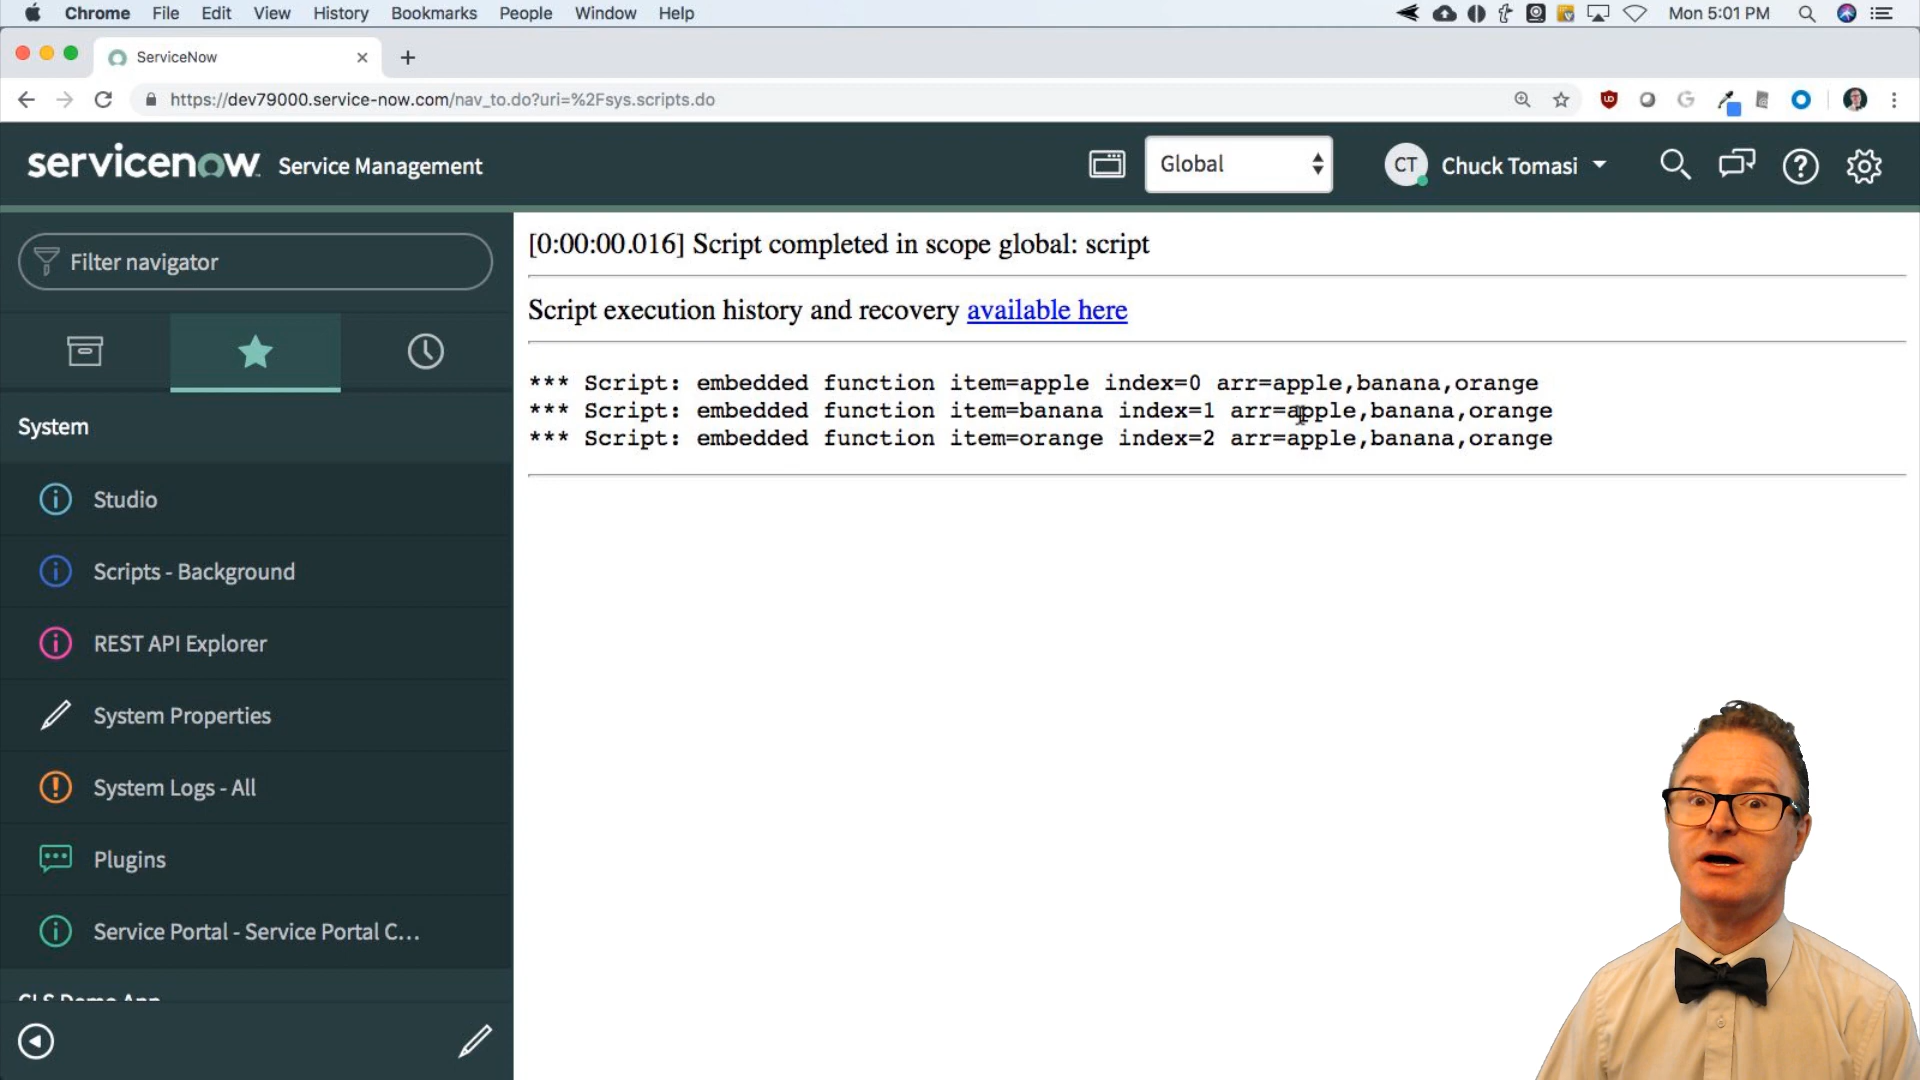 Chrome File Edit View History Bookmarks People Window Help Mon 5:01 PM
ServiceNow
https://dev79000.service-now.com/nav_to.do?uri=%2Fsys.scripts.do
servicenow Service Management Global CT Chuck Tomasi
Filter navigator
System
Studio
Scripts - Background
REST API Explorer
System Properties
System Logs - All
Plugins
Service Portal - Service Portal C...
[0:00:00.016] Script completed in scope global: script
Script execution history and recovery available here
*** Script: embedded function item=apple index=0 arr=apple,banana,orange
*** Script: embedded function item=banana index=1 arr=apple,banana,orange
*** Script: embedded function item=orange index=2 arr=apple,banana,orange